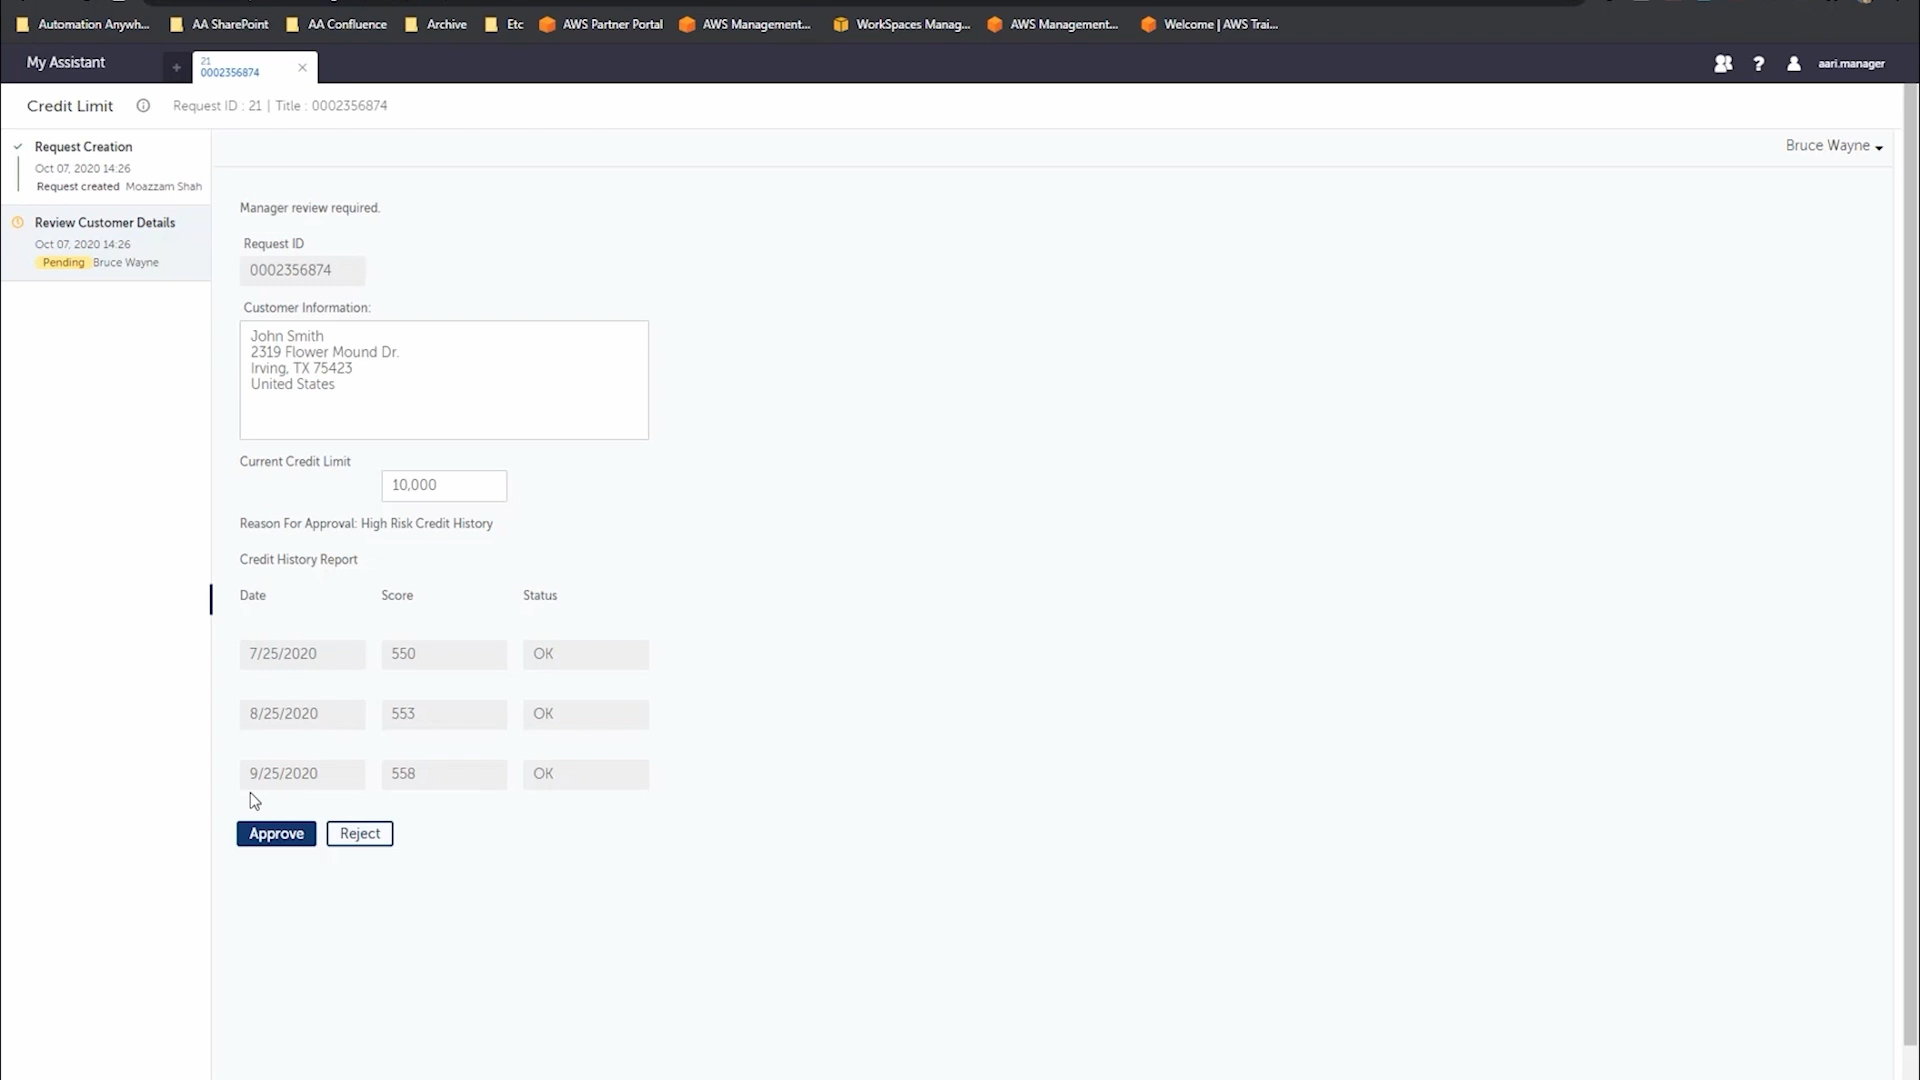 Automation Anywh... AA SharePoint AA Confluence Archive Etc AWS Partner Portal AWS Management... WorkSpaces Manag... AWS Management... Welcome | AWS Trai...
My Assistant + 21 0002356874 × ? aari.manager
Credit Limit Request ID : 21 | Title : 0002356874
Request Creation
Oct 07, 2020 14:26
Request created Moazzam Shah
Review Customer Details
Oct 07, 2020 14:26
Pending Bruce Wayne
Bruce Wayne
Manager review required.
Request ID
0002356874
Customer Information:
John Smith
2319 Flower Mound Dr.
Irving, TX 75423
United States
Current Credit Limit
10,000
Reason For Approval: High Risk Credit History
Credit History Report
Date Score Status
7/25/2020 550 OK
8/25/2020 553 OK
9/25/2020 558 OK
Approve Reject